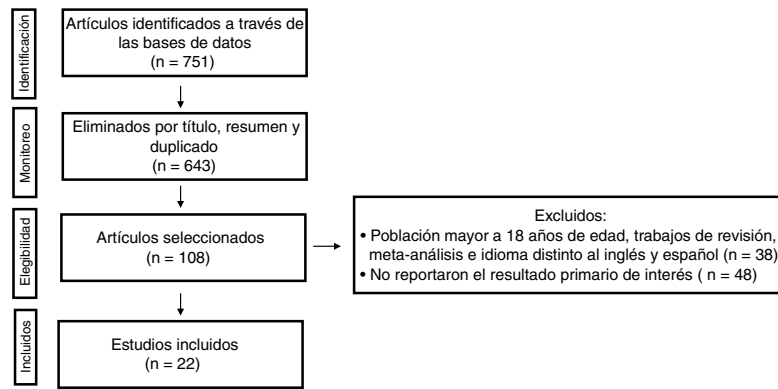 Identificación
Artículos identificados a través de
las bases de datos
(n = 751)
Monitoreo
Eliminados por título, resumen y
duplicado
(n = 643)
Elegibilidad
Artículos seleccionados
(n = 108)
Excluidos:
• Población mayor a 18 años de edad, trabajos de revisión,
meta-análisis e idioma distinto al inglés y español (n = 38)
• No reportaron el resultado primario de interés ( n = 48)
Incluidos
Estudios incluidos
(n = 22)